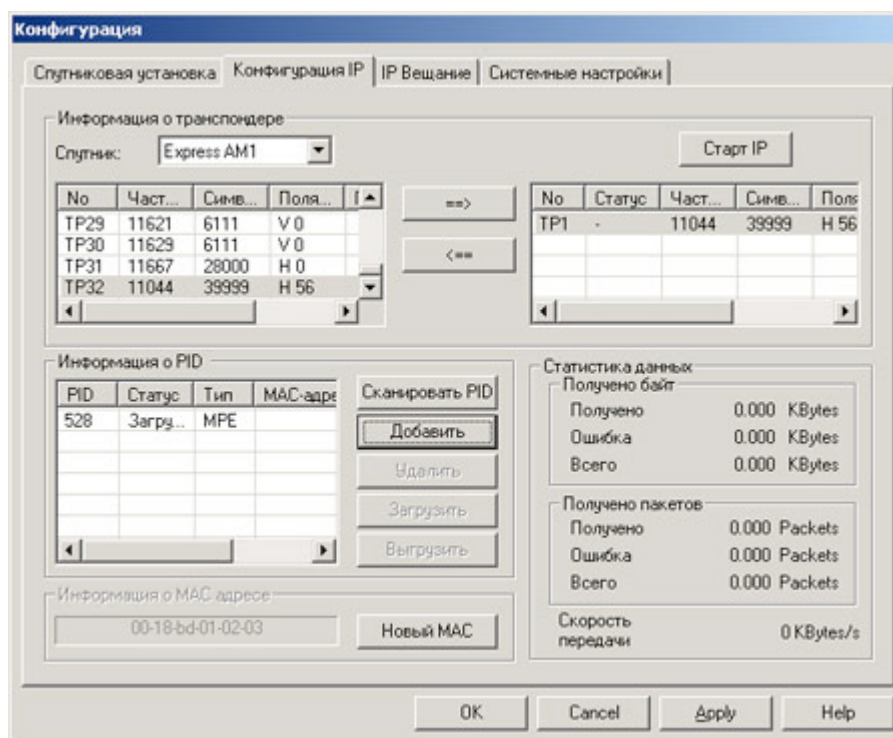 Конфигурация
Спутниковая установка Конфигурация IP IP Вещание Системные настройки
Информация о транспондере
Спутник: Express AM1 Старт IP
No Част... Симв... Поля...
TP29 11621 6111 V 0
TP30 11629 6111 V 0
TP31 11667 28000 H 0
TP32 11044 39999 H 56
==>
<==
No Статус Част... Симв... Поля
TP1 - 11044 39999 H 56
Информация о PID
PID Статус Тип MAC-адре
528 Загру... MPE
Сканировать PID
Добавить
Удалить
Загрузить
Выгрузить
Информация о MAC адресе
00-18-bd-01-02-03 Новый MAC
Статистика данных
Получено байт
Получено 0.000 KBytes
Ошибка 0.000 KBytes
Всего 0.000 KBytes
Получено пакетов
Получено 0.000 Packets
Ошибка 0.000 Packets
Всего 0.000 Packets
Скорость
передачи 0 KBytes/s
OK Cancel Apply Help